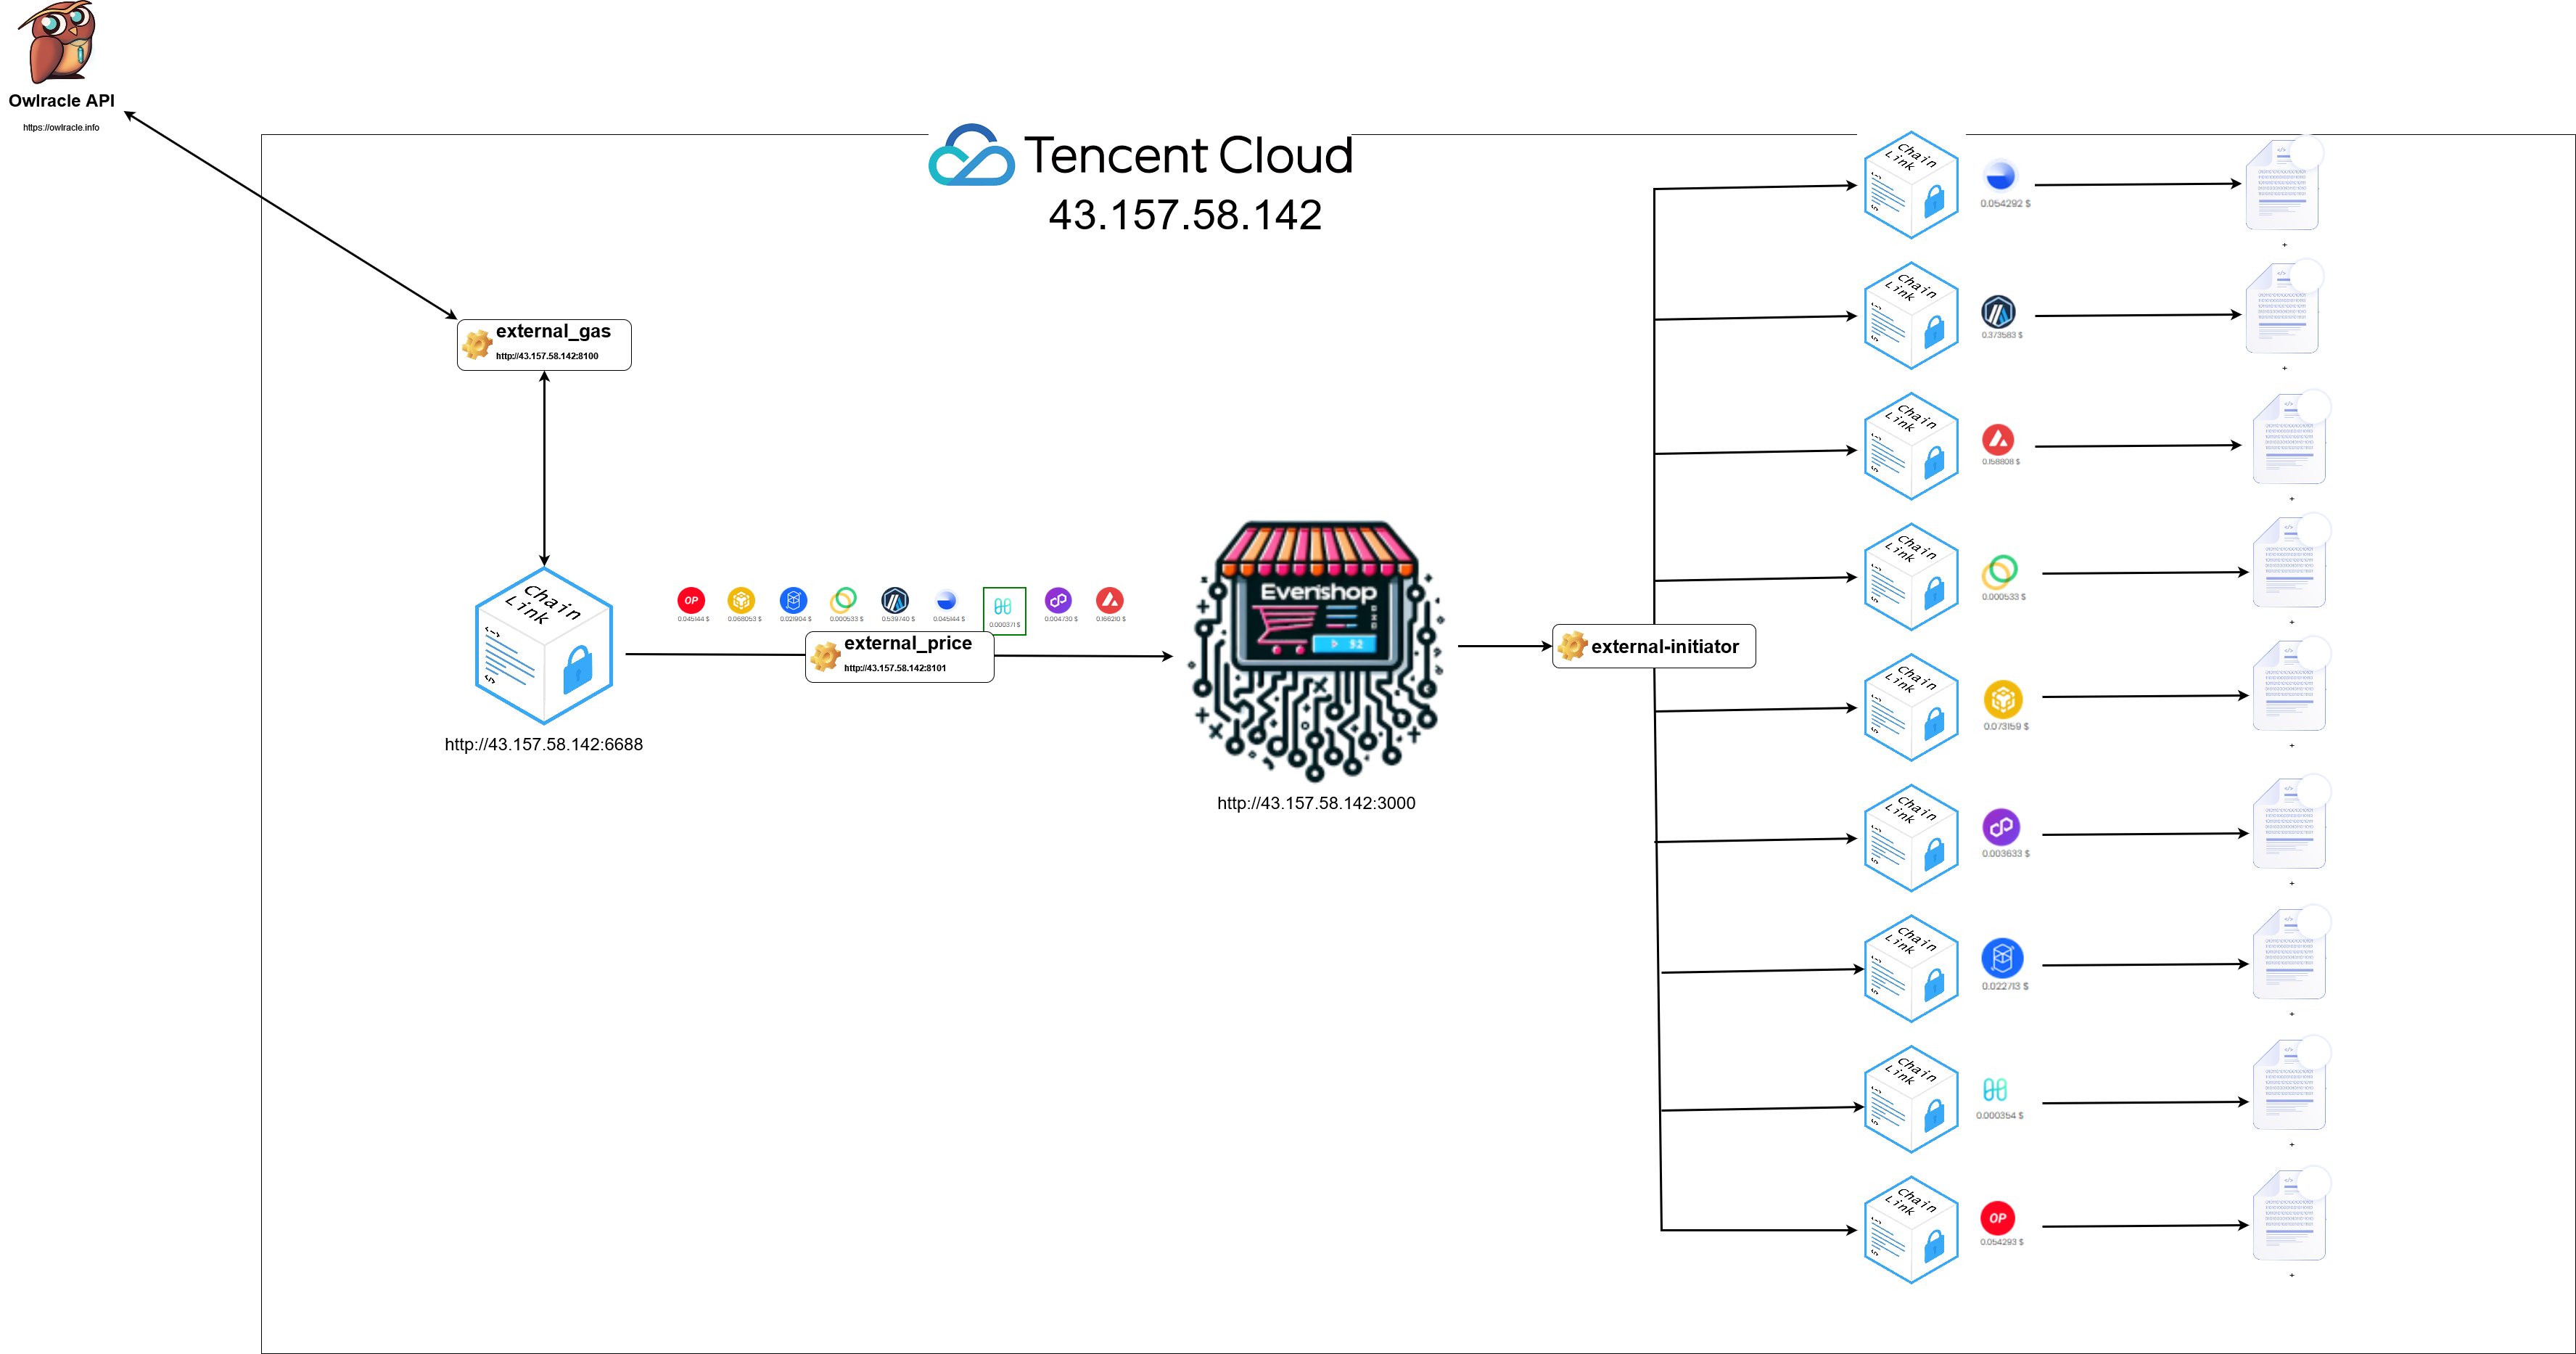 Owlracle API
https://owlracle.info
Tencent Cloud
43.157.58.142
external_gas
http://43.157.58.142:8100
Chain
Link
http://43.157.58.142:6688
OP
0.045144 $
0.068053 $
0.021904 $
0.000533 $
0.539740 $
0.045144 $
0.000371 $
0.004730 $
0.166210 $
external_price
http://43.157.58.142:8101
http://43.157.58.142:3000
external-initiator
Chain
Link
0.054292 $
Chain
Link
0.373583 $
Chain
Link
0.158808 $
Chain
Link
0.000533 $
Chain
Link
0.073159 $
Chain
Link
0.003633 $
Chain
Link
0.022713 $
Chain
Link
0.000354 $
Chain
Link
OP
0.054293 $